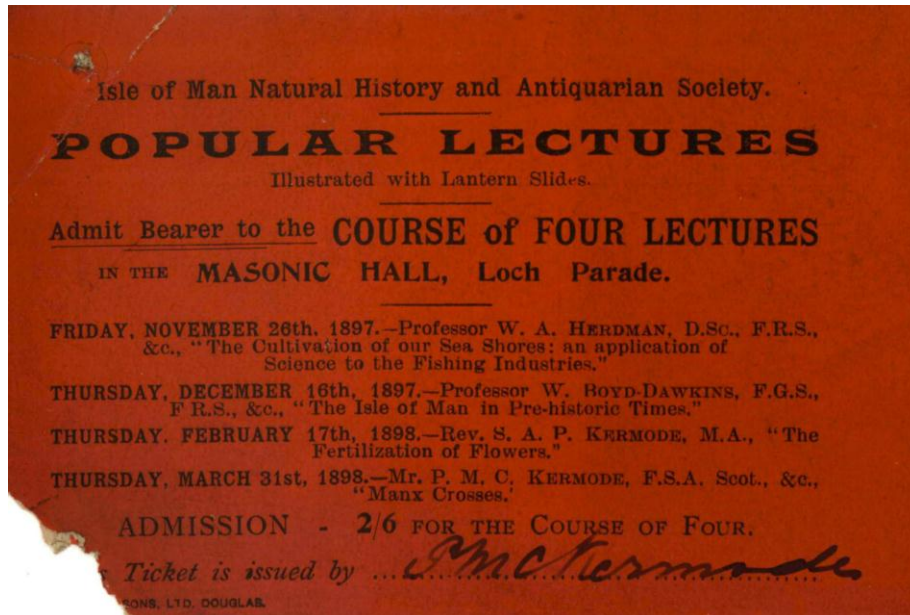 Isle of Man Natural History and Antiquarian Society.
POPULAR LECTURES
Illustrated with Lantern Slides.
Admit Bearer to the COURSE of FOUR LECTURES
IN THE MASONIC HALL, Loch Parade.
FRIDAY, NOVEMBER 26th. 1897.—Professor W. A. HERDMAN, D.SC., F.R.S.,
&c., "The Cultivation of our Sea Shores: an application of
Science to the Fishing Industries."
THURSDAY, DECEMBER 16th, 1897.—Professor W. BOYD-DAWKINS, F.G.S.,
F R.S., &c., "The Isle of Man in Pre-historic Times."
THURSDAY. FEBRUARY 17th, 1898.—Rev. S. A. P. KERMODE, M.A., "The
Fertilization of Flowers."
THURSDAY, MARCH 31st, 1898.—Mr. P. M. C. KERMODE, F.S.A. Scot., &c.,
"Manx Crosses.'
ADMISSION - 2/6 FOR THE COURSE OF FOUR.
Ticket is issued by ... PMCKermode
SONS, LTD. DOUGLAS.